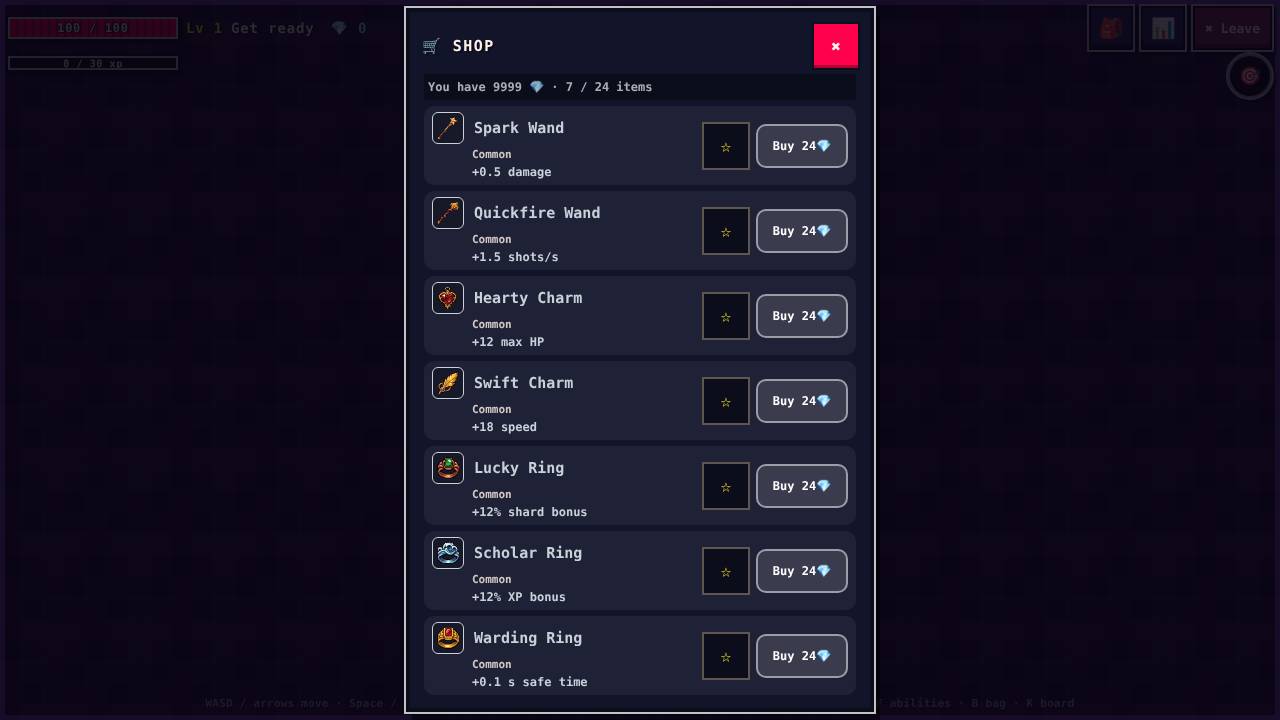 100 / 100 Lv 1 Get ready 💎 0
0 / 30 xp
✖ Leave
🛒 SHOP
✖
You have 9999 💎 · 7 / 24 items
Spark Wand
Common
+0.5 damage
☆ Buy 24💎
Quickfire Wand
Common
+1.5 shots/s
☆ Buy 24💎
Hearty Charm
Common
+12 max HP
☆ Buy 24💎
Swift Charm
Common
+18 speed
☆ Buy 24💎
Lucky Ring
Common
+12% shard bonus
☆ Buy 24💎
Scholar Ring
Common
+12% XP bonus
☆ Buy 24💎
Warding Ring
Common
+0.1 s safe time
☆ Buy 24💎
WASD / arrows move · Space / abilities · B bag · K board